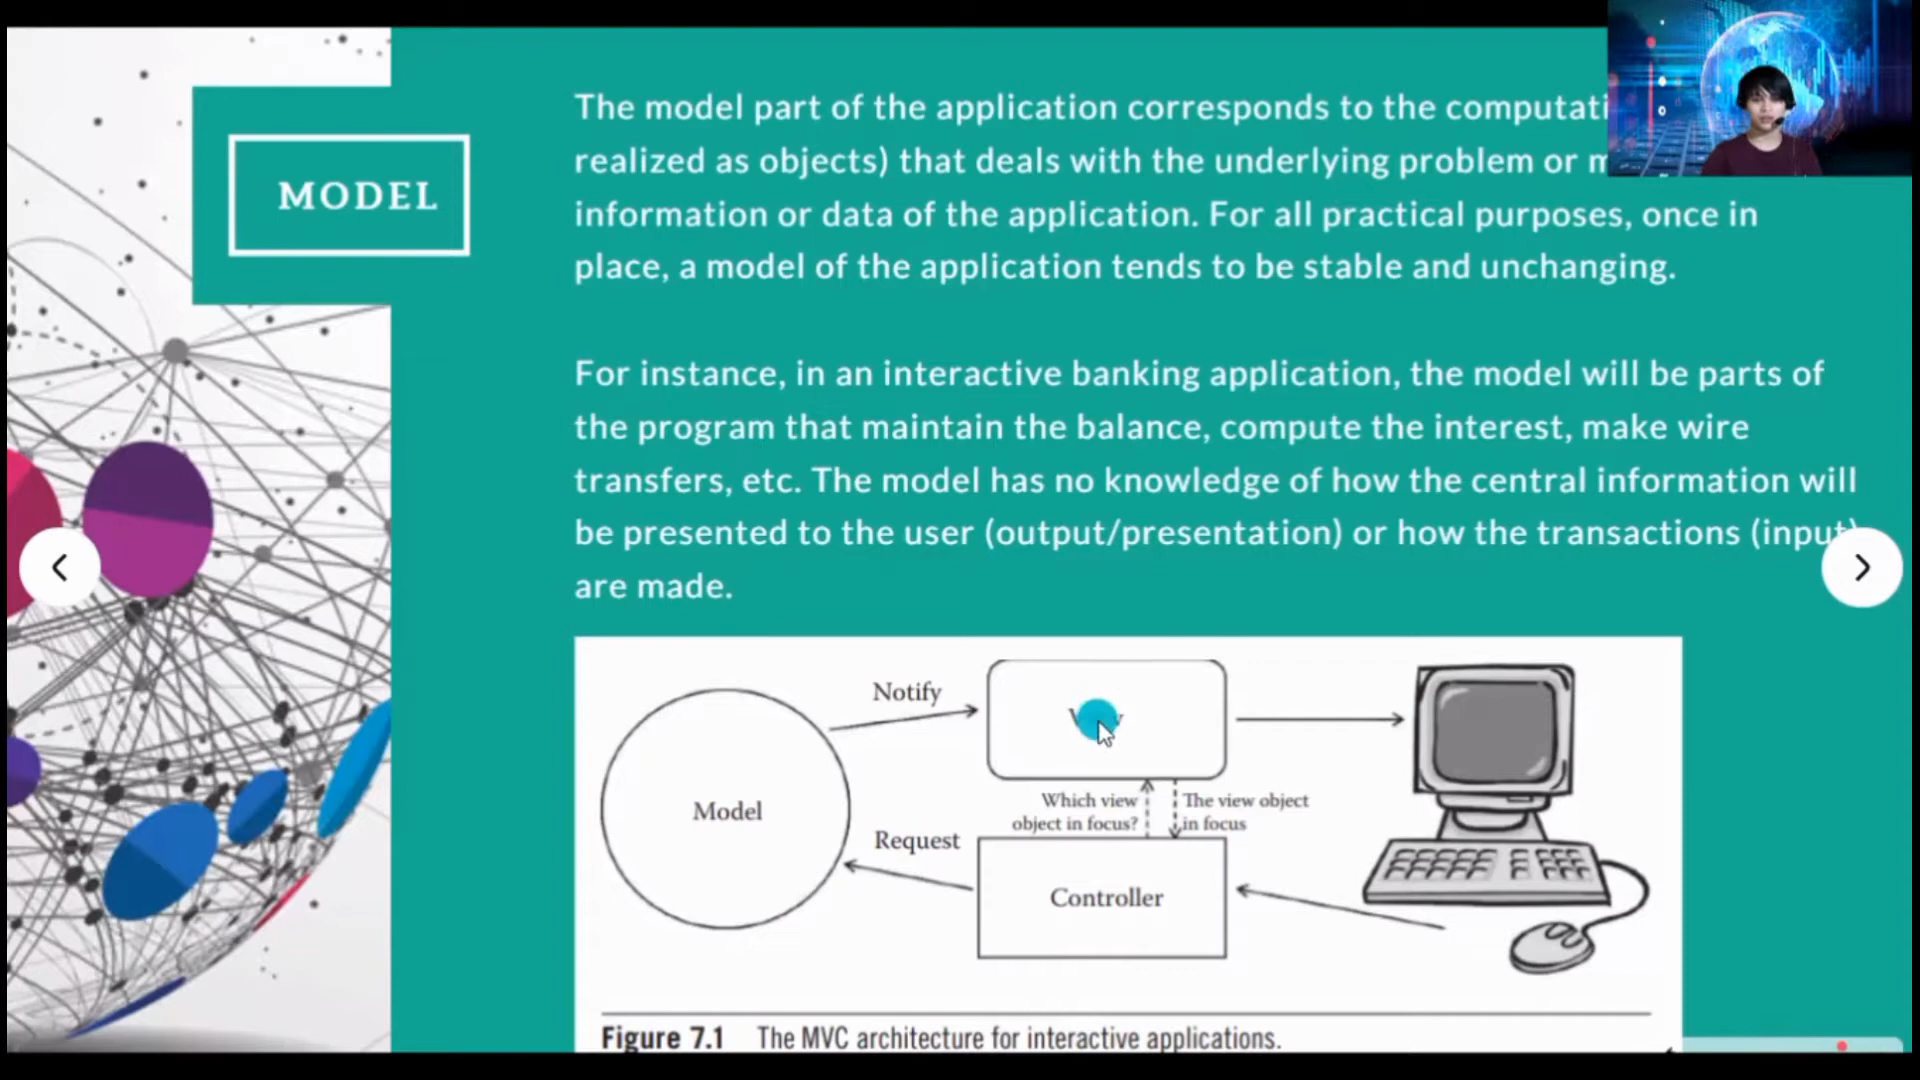 MODEL
The model part of the application corresponds to the
realized as objects) that deals with the underlying problem or
information or data of the application. For all practical purposes, once in
place, a model of the application tends to be stable and unchanging.
For instance, in an interactive banking application, the model will be parts of
the program that maintain the balance, compute the interest, make wire
transfers, etc. The model has no knowledge of how the central information will
be presented to the user (output/presentation) or how the transactions (input)
are made.
Notify
Model
Which view
object in focus?
The view object
in focus
Request
Controller
Figure 7.1 The MVC architecture for interactive applications.